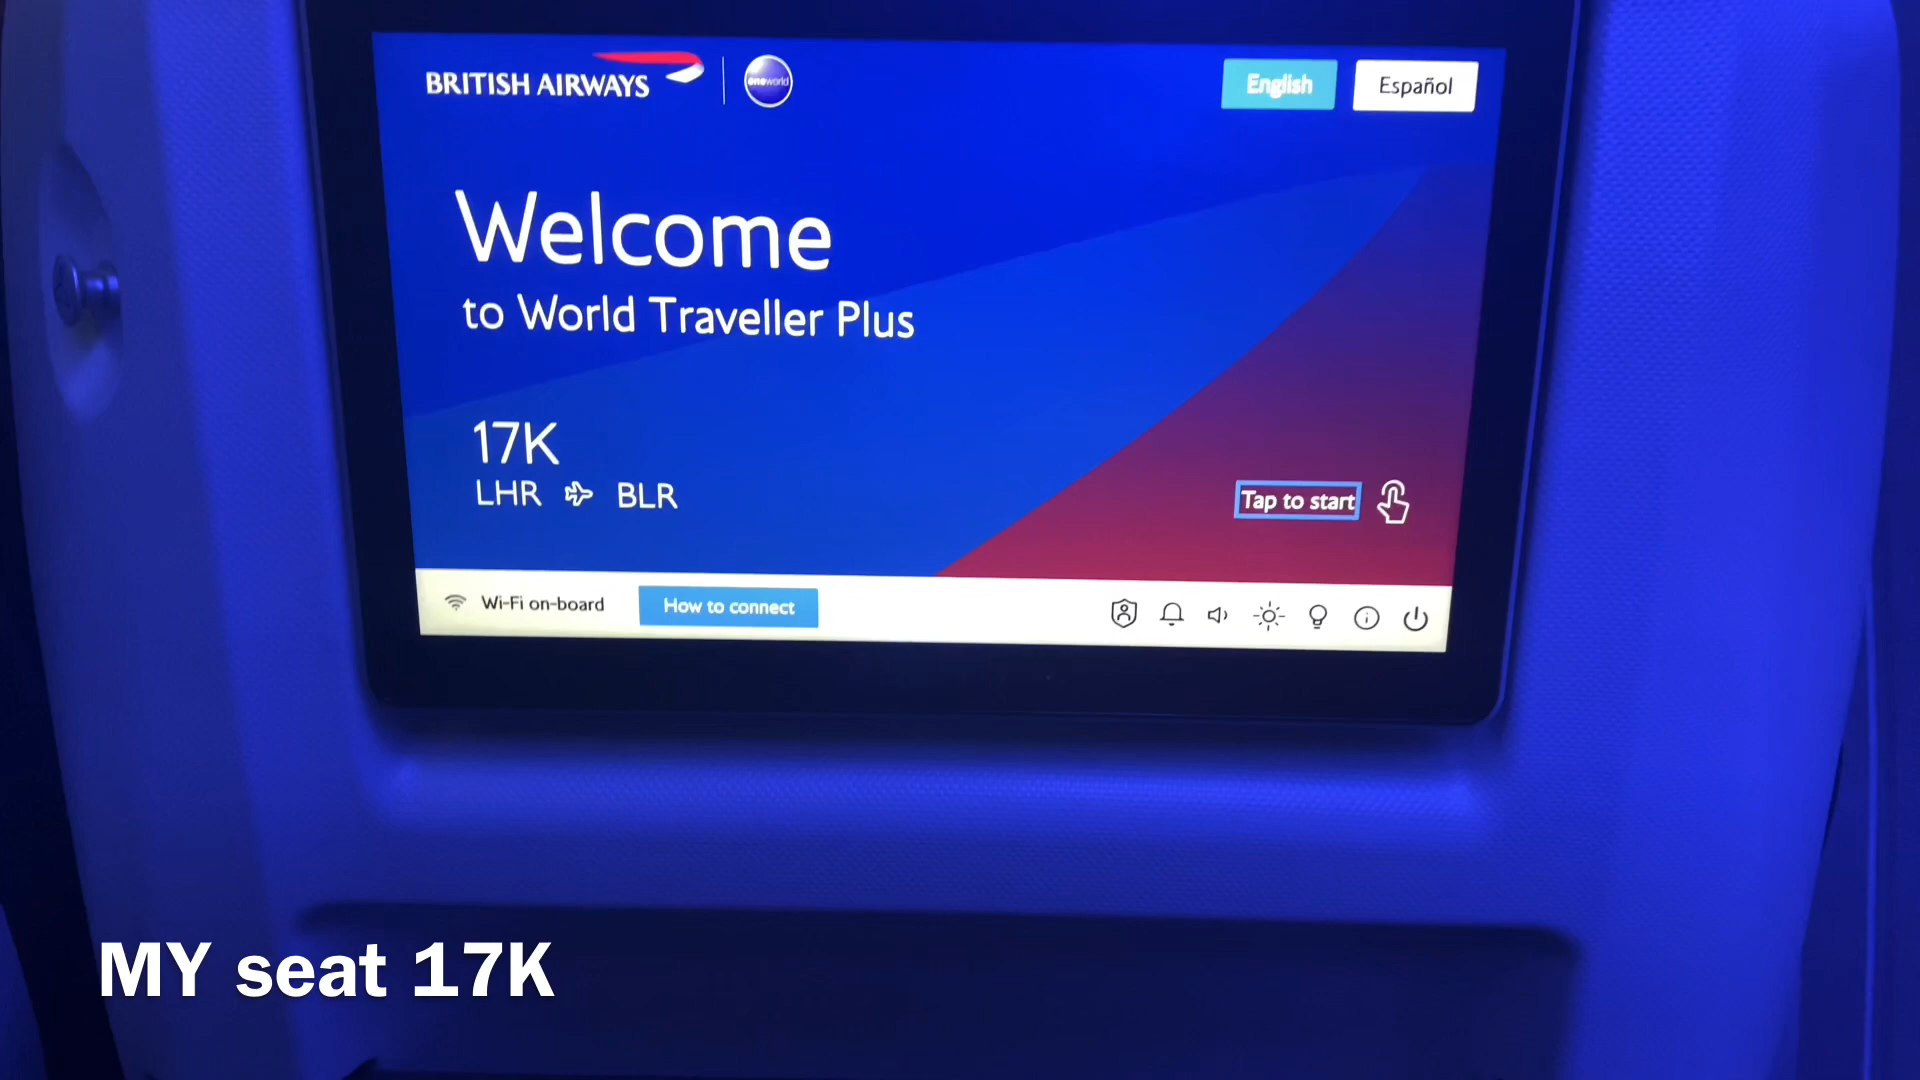 BRITISH AIRWAYS
oneworld
English
Español
Welcome
to World Traveller Plus
17K
LHR BLR
Tap to start
Wi-Fi on-board
How to connect
MY seat 17K